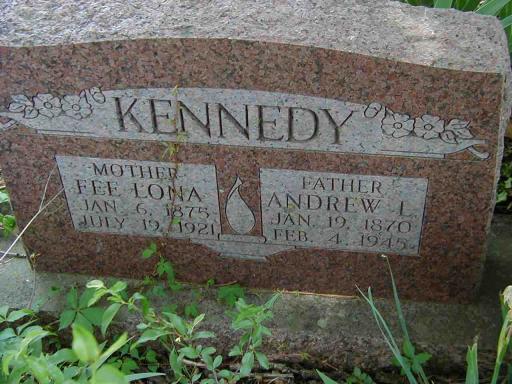 KENNEDY
MOTHER
FEE LONA
JAN. 6, 1875
JULY 19, 1921
FATHER
ANDREW L.
JAN. 19, 1870
FEB. 4, 1945